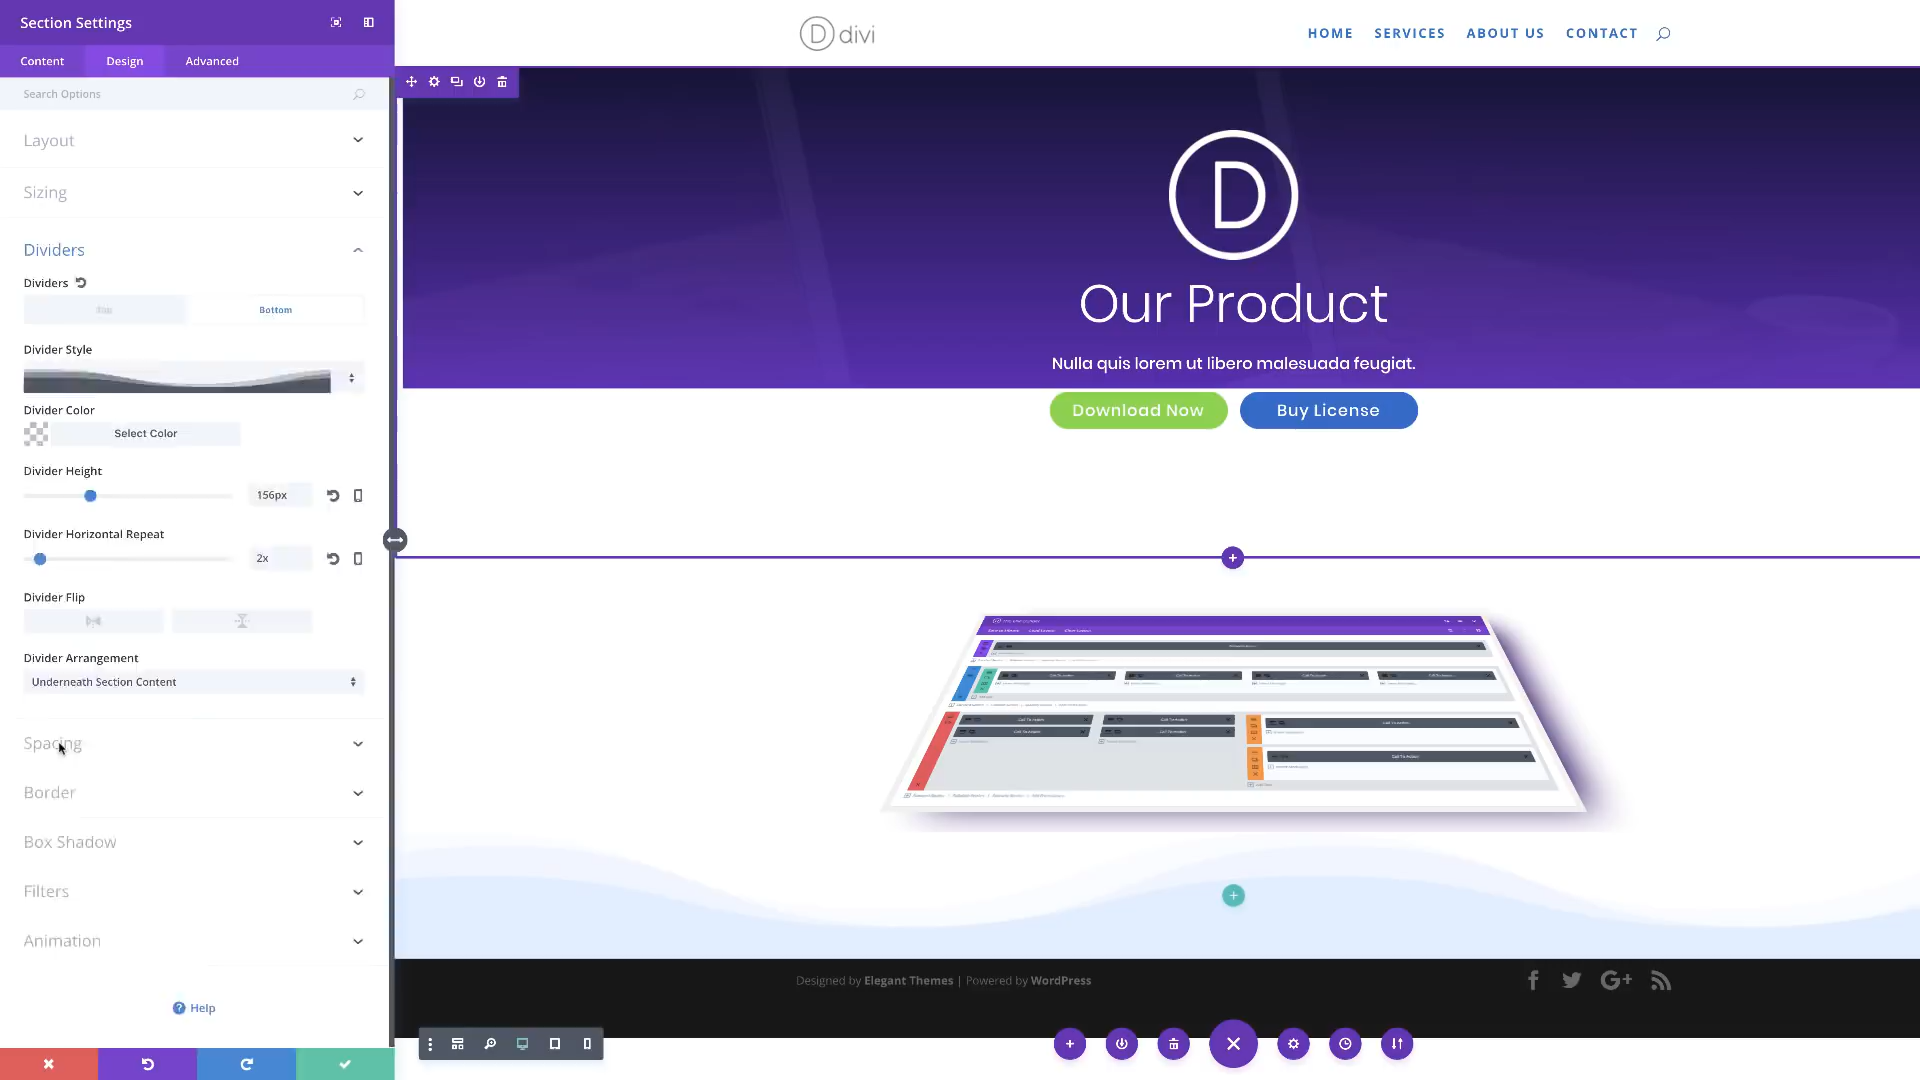 Section Settings
Content
Design
Advanced
Search Options
Layout
Sizing
Dividers
Dividers
Bottom
Divider Style
Divider Color
Select Color
Divider Height
156px
Divider Horizontal Repeat
2x
Divider Flip
Divider Arrangement
Underneath Section Content
Spacing
Border
Box Shadow
Filters
Animation
Help
divi
HOME SERVICES ABOUT US CONTACT
D
Our Product
Nulla quis lorem ut libero malesuada feugiat.
Download Now
Buy License
Designed by Elegant Themes | Powered by WordPress